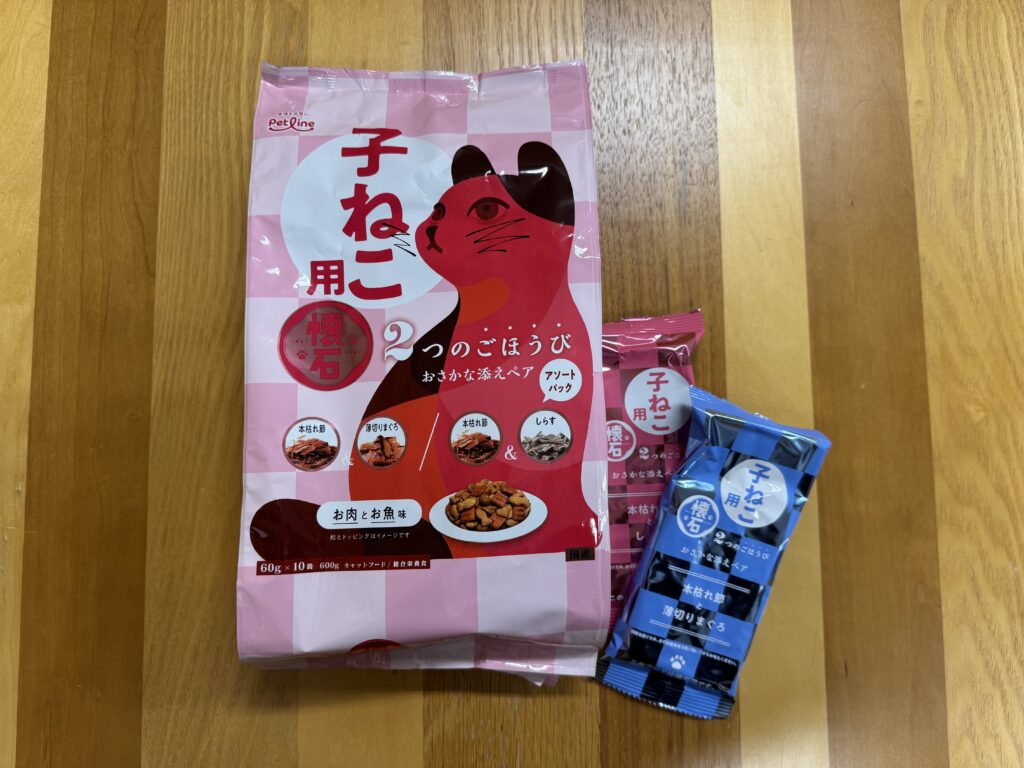 Petline
子ねこ
用
懐石
2つのごほうび
おさかな添えペア
アソート
パック
本枯れ節
&
薄切りまぐろ
/
本枯れ節
&
しらす
お肉とお魚味
粒とトッピングはイメージです
国産
60g × 10袋 600g キャットフード / 総合栄養食
子ねこ
用
懐石
2つのごほ
おさかな添えペ
本枯れ
と
し
子ねこ
用
懐石
2つのごほうび
おさかな添えペア
本枯れ節
と
薄切りまぐろ